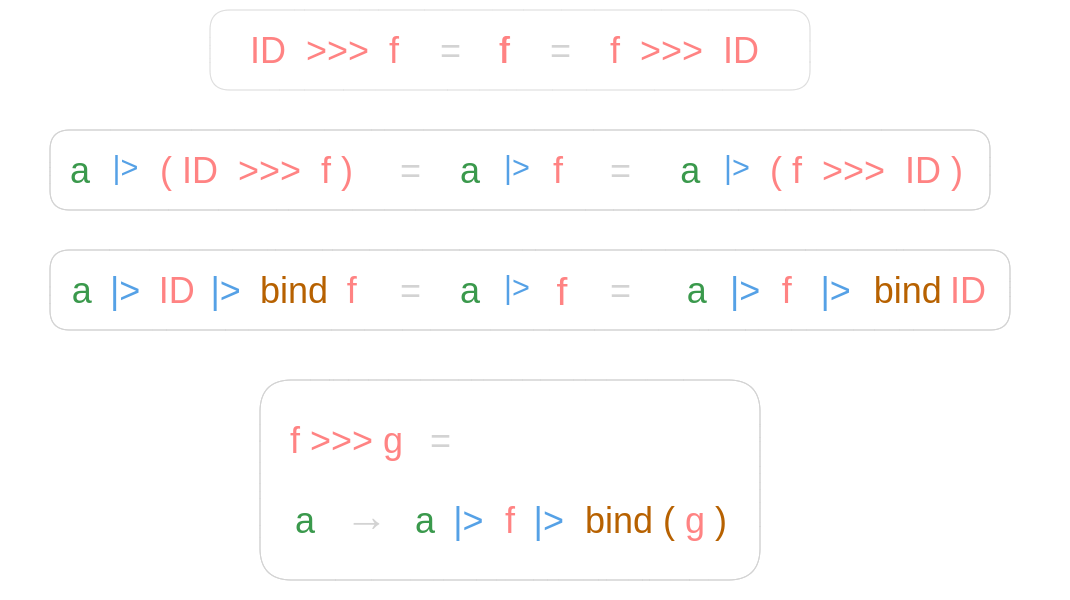 ID >>> f = f = f >>> ID
a |> ( ID >>> f ) = a |> f = a |> ( f >>> ID )
a |> ID |> bind f = a |> f = a |> f |> bind ID
f >>> g =
a → a |> f |> bind ( g )